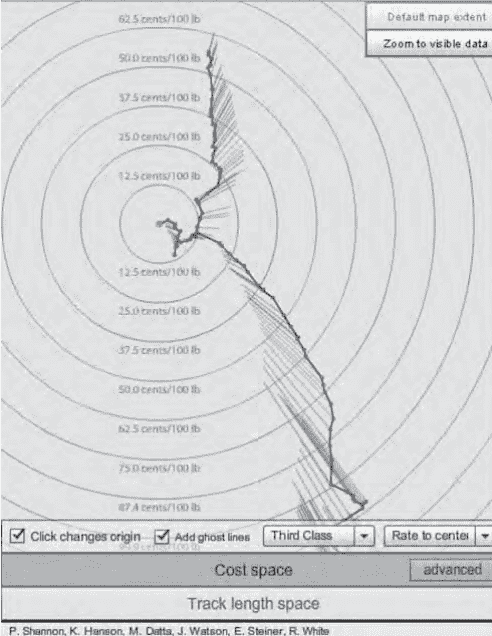 62.5 cents/100 lb
Default map extent
Zoom to visible data
50.0 cents/100 lb
37.5 cents/100 lb
25.0 cents/100 lb
12.5 cents/100 lb
12.5 cents/100 lb
25.0 cents/100 lb
37.5 cents/100 lb
50.0 cents/100 lb
62.5 cents/100 lb
75.0 cents/100 lb
87.4 cents/100 lb
Click changes origin Add ghost lines Third Class Rate to center
cents/100 lb
Cost space advanced
Track length space
P. Shannon, K. Hanson, M. Datta, J. Watson, E. Steiner, R. White